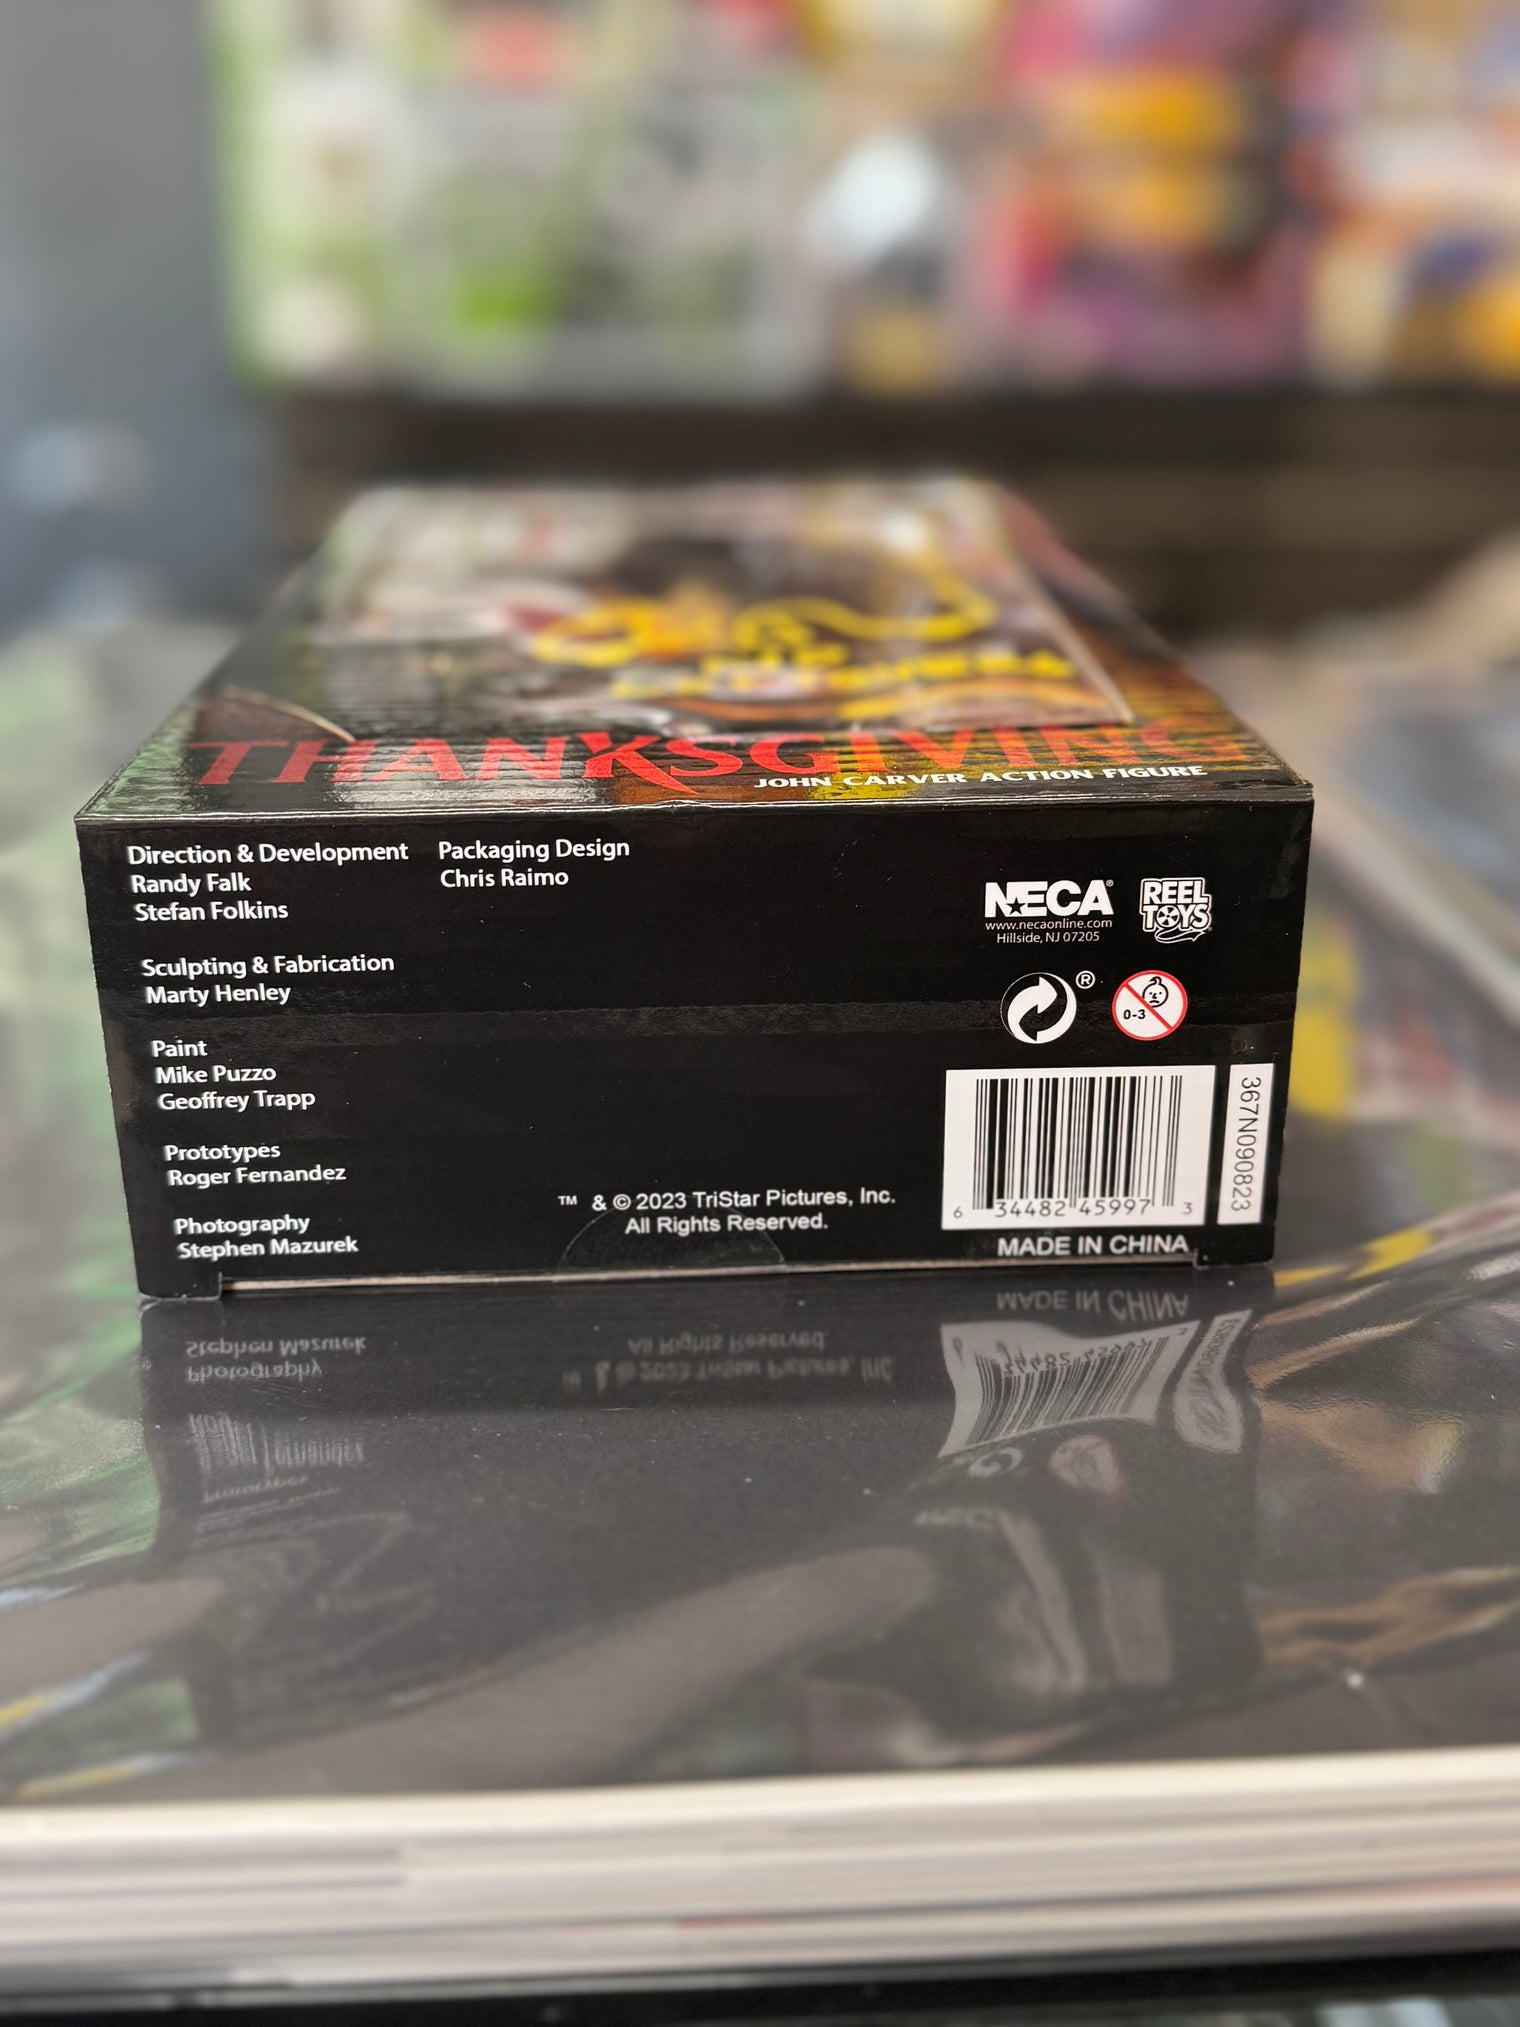 THANKSGIVING
JOHN CARVER ACTION FIGURE
Direction & Development
Randy Falk
Stefan Folkins
Sculpting & Fabrication
Marty Henley
Paint
Mike Puzzo
Geoffrey Trapp
Prototypes
Roger Fernandez
Photography
Stephen Mazurek
Packaging Design
Chris Raimo
™ & © 2023 TriStar Pictures, Inc.
All Rights Reserved.
NECA®
www.necaonline.com
Hillside, NJ 07205
REEL
TOYS
®
0-3
6 34482 45997 3
367N090823
MADE IN CHINA